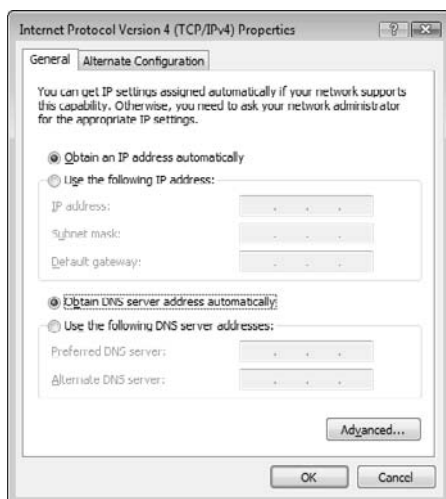 Internet Protocol Version 4 (TCP/IPv4) Properties
General
Alternate Configuration
You can get IP settings assigned automatically if your network supports
this capability. Otherwise, you need to ask your network administrator
for the appropriate IP settings.
Obtain an IP address automatically
Use the following IP address:
IP address:
Subnet mask:
Default gateway:
Obtain DNS server address automatically
Use the following DNS server addresses:
Preferred DNS server:
Alternate DNS server:
Advanced...
OK
Cancel